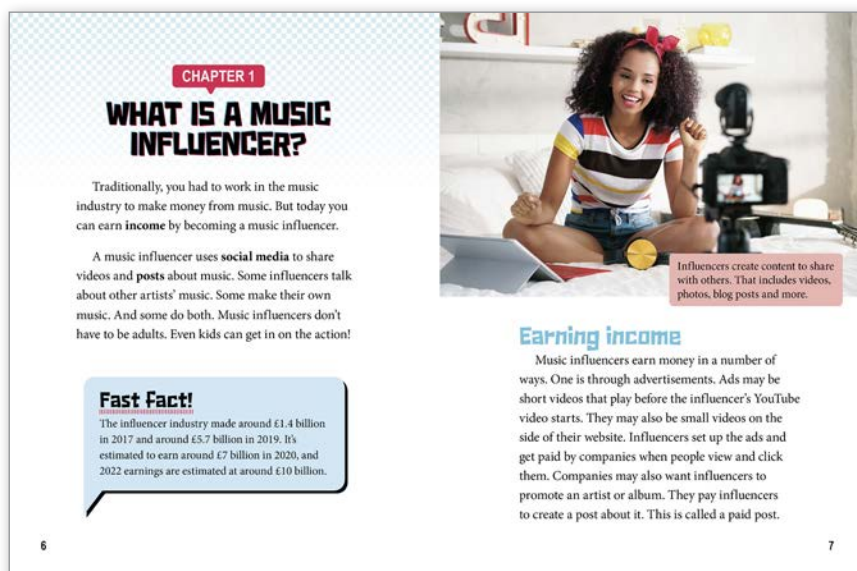 CHAPTER 1
WHAT IS A MUSIC
INFLUENCER?
Traditionally, you had to work in the music
industry to make money from music. But today you
can earn income by becoming a music influencer.
A music influencer uses social media to share
videos and posts about music. Some influencers talk
about other artists’ music. Some make their own
music. And some do both. Music influencers don’t
have to be adults. Even kids can get in on the action!
Fast fact!
The influencer industry made around £1.4 billion
in 2017 and around £5.7 billion in 2019. It’s
estimated to earn around £7 billion in 2020, and
2022 earnings are estimated at around £10 billion.
6
Influencers create content to share
with others. That includes videos,
photos, blog posts and more.
Earning income
Music influencers earn money in a number of
ways. One is through advertisements. Ads may be
short videos that play before the influencer’s YouTube
video starts. They may also be small videos on the
side of their website. Influencers set up the ads and
get paid by companies when people view and click
them. Companies may also want influencers to
promote an artist or album. They pay influencers
to create a post about it. This is called a paid post.
7